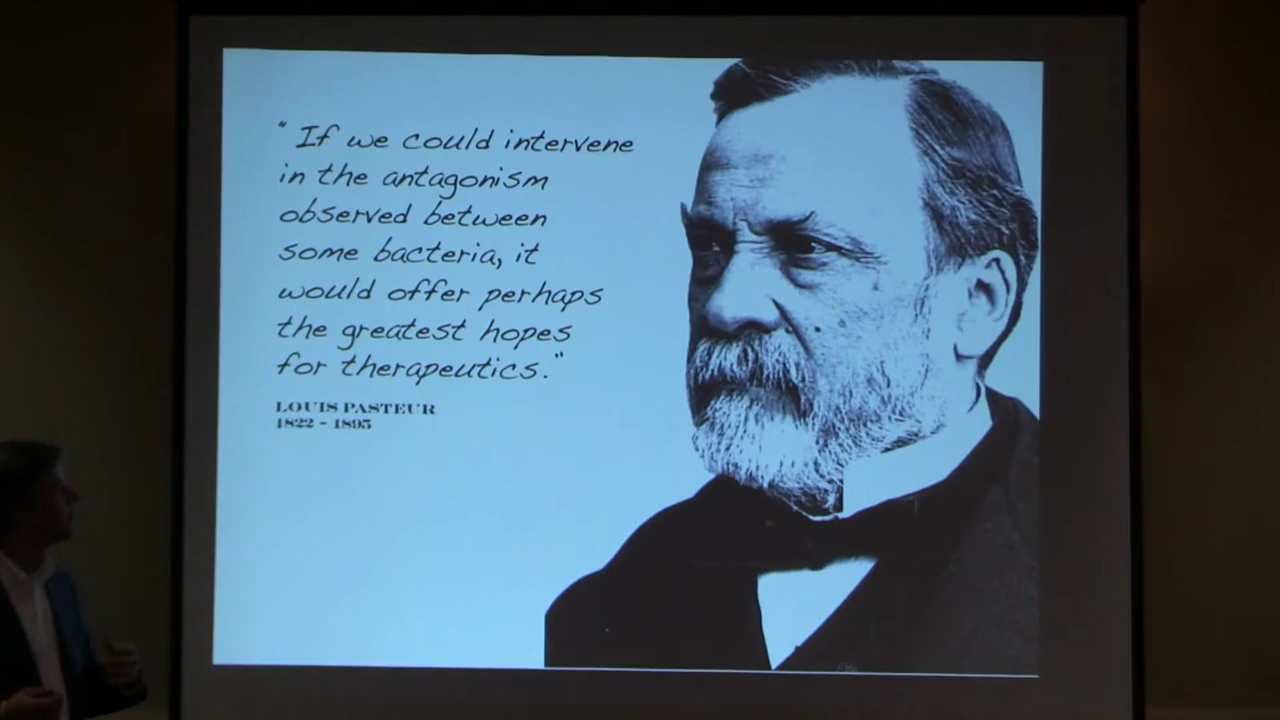 "If we could intervene
in the antagonism
observed between
some bacteria, it
would offer perhaps
the greatest hopes
for therapeutics."
LOUIS PASTEUR
1822 - 1895